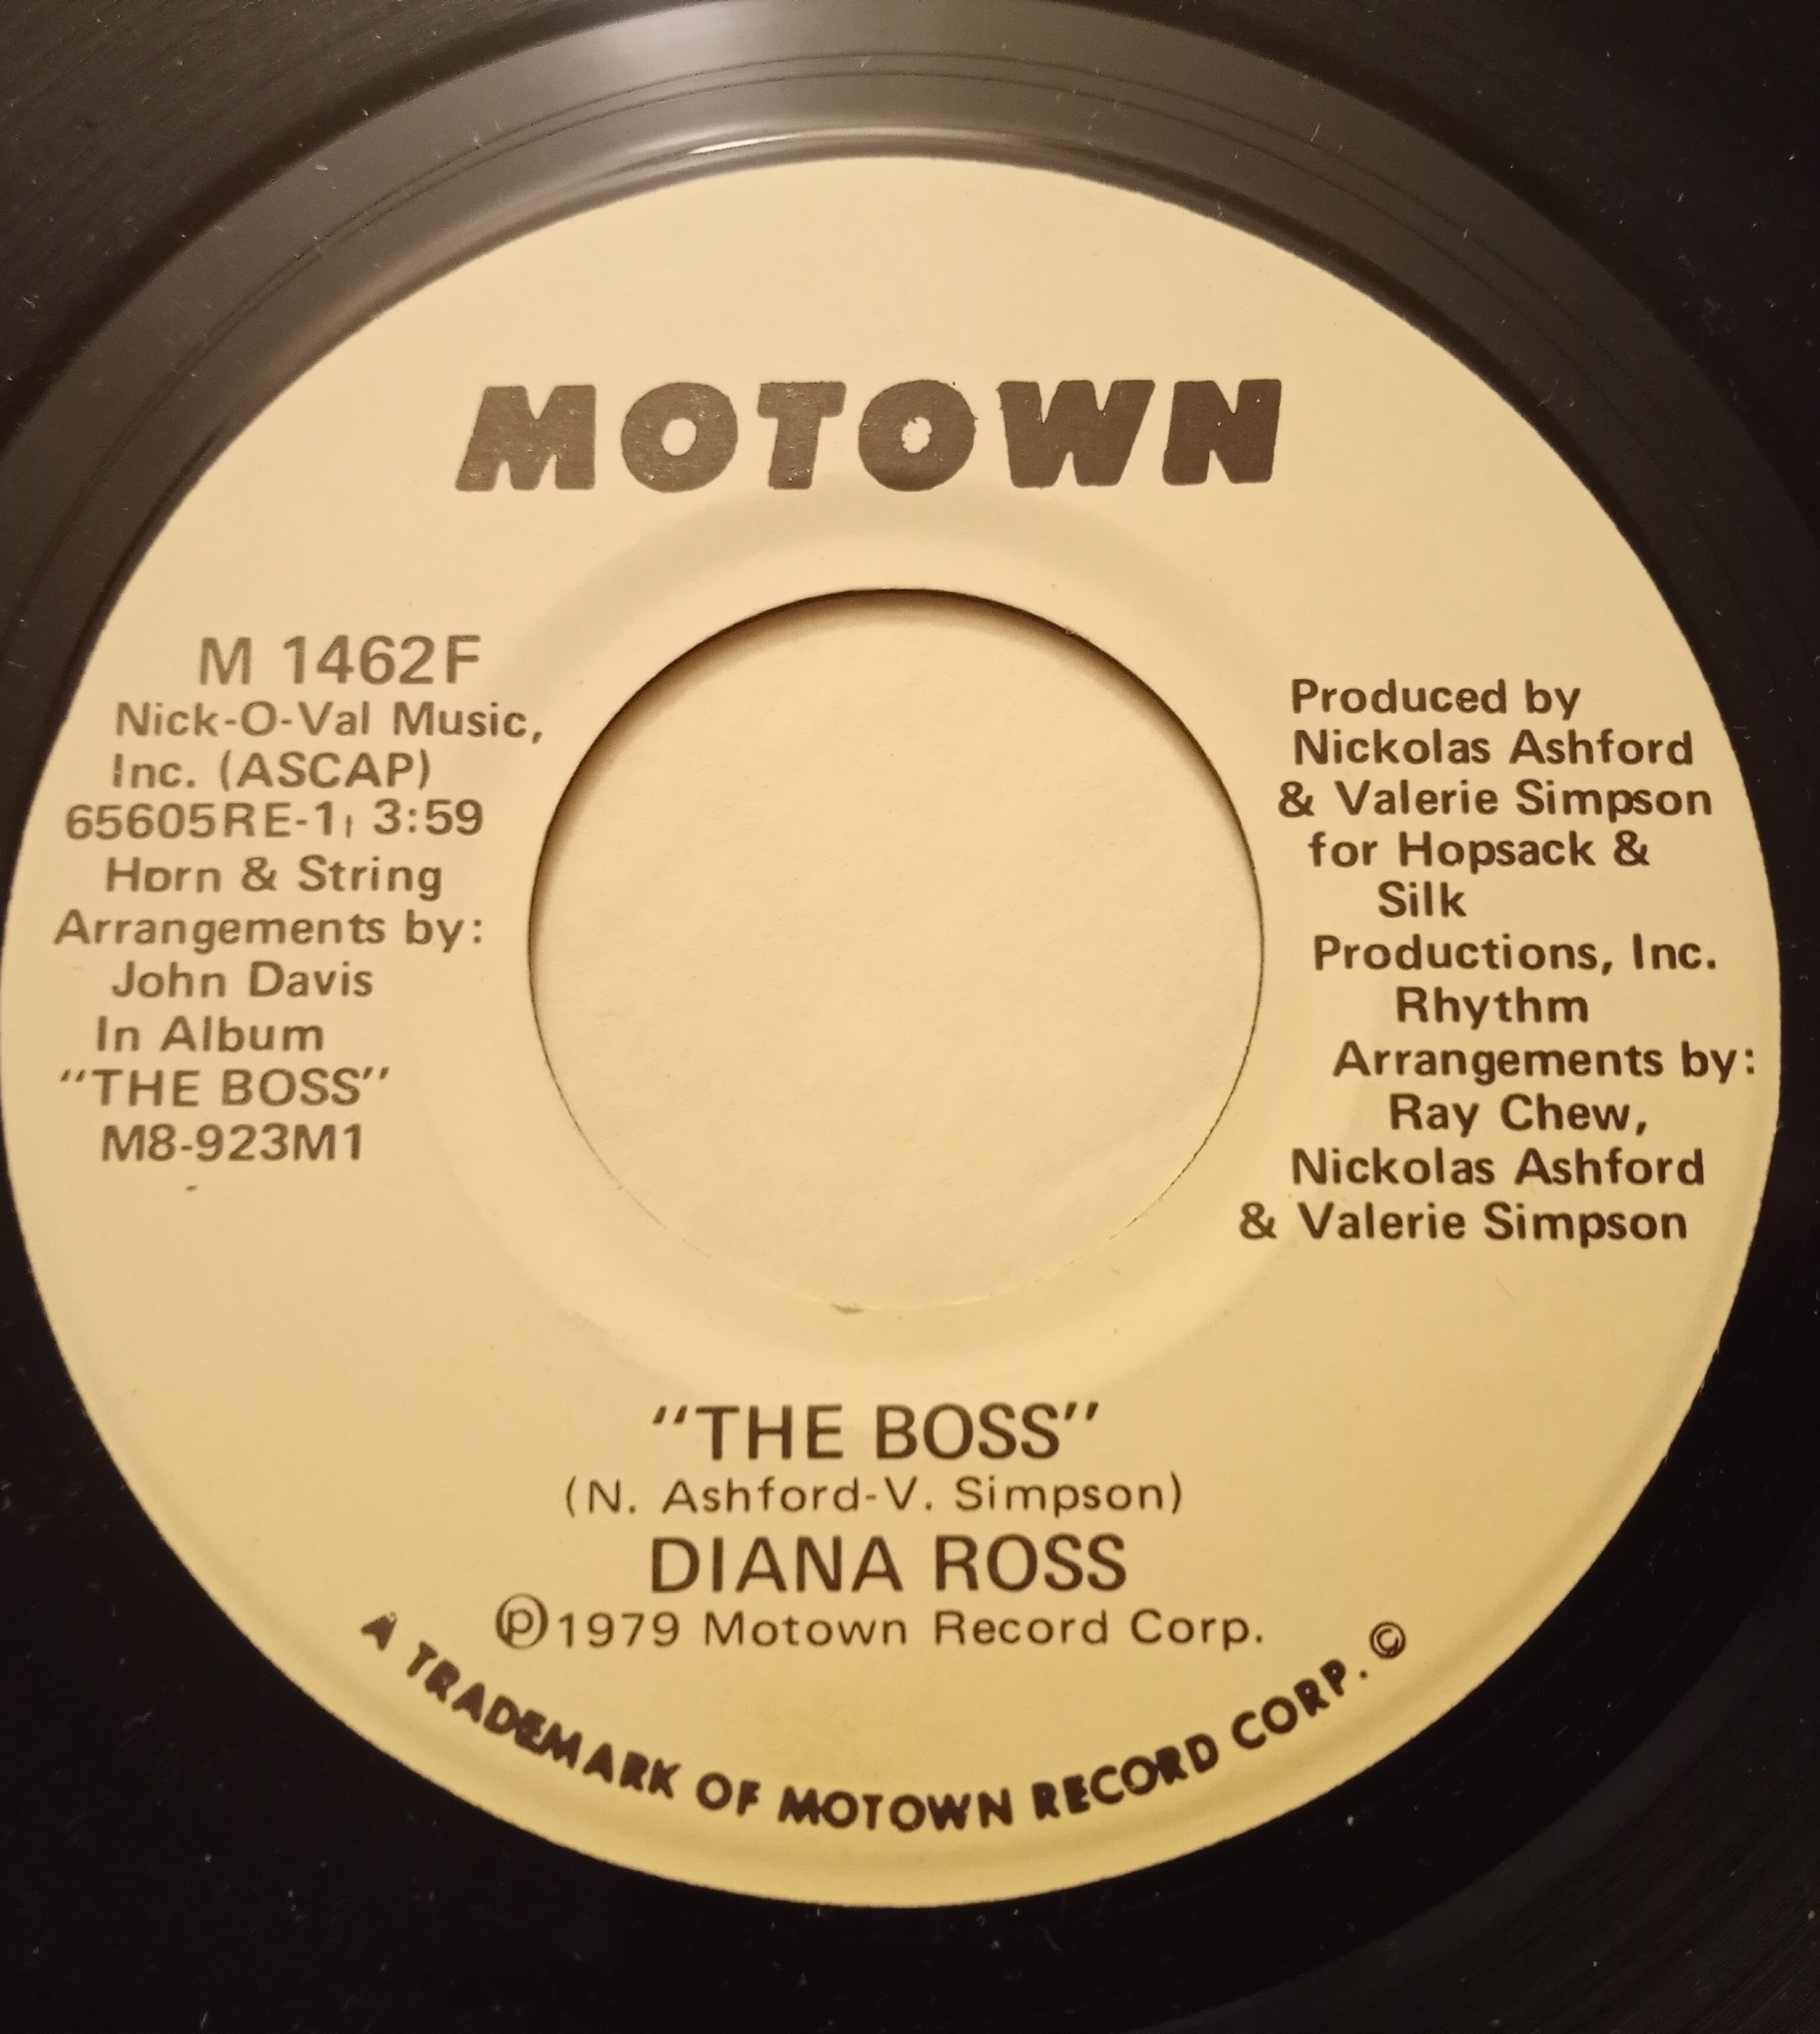 MOTOWN
M 1462F
Nick-O-Val Music,
Inc. (ASCAP)
65605RE-1, 3:59
Horn & String
Arrangements by:
John Davis
In Album
“THE BOSS”
M8-923M1
Produced by
Nickolas Ashford
& Valerie Simpson
for Hopsack &
Silk
Productions, Inc.
Rhythm
Arrangements by:
Ray Chew,
Nickolas Ashford
& Valerie Simpson
“THE BOSS”
(N. Ashford-V. Simpson)
DIANA ROSS
℗1979 Motown Record Corp.
A TRADEMARK OF MOTOWN RECORD CORP. ©